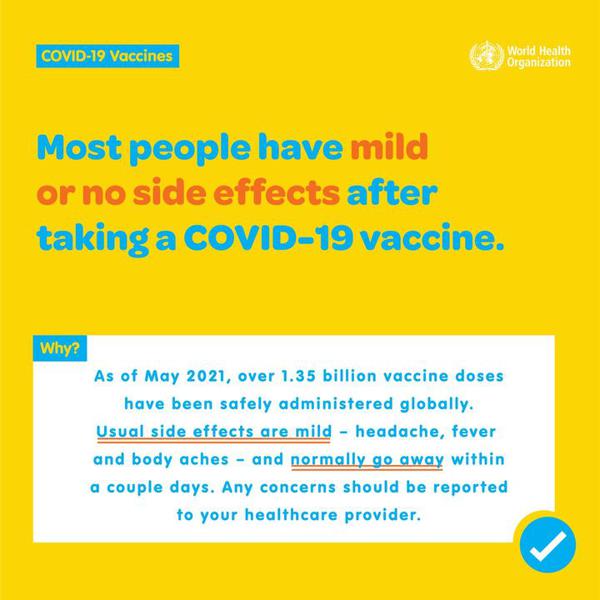 COVID-19 Vaccines
World Health
Organization
Most people have mild
or no side effects after
taking a COVID-19 vaccine.
Why?
As of May 2021, over 1.35 billion vaccine doses
have been safely administered globally.
Usual side effects are mild – headache, fever
and body aches – and normally go away within
a couple days. Any concerns should be reported
to your healthcare provider.